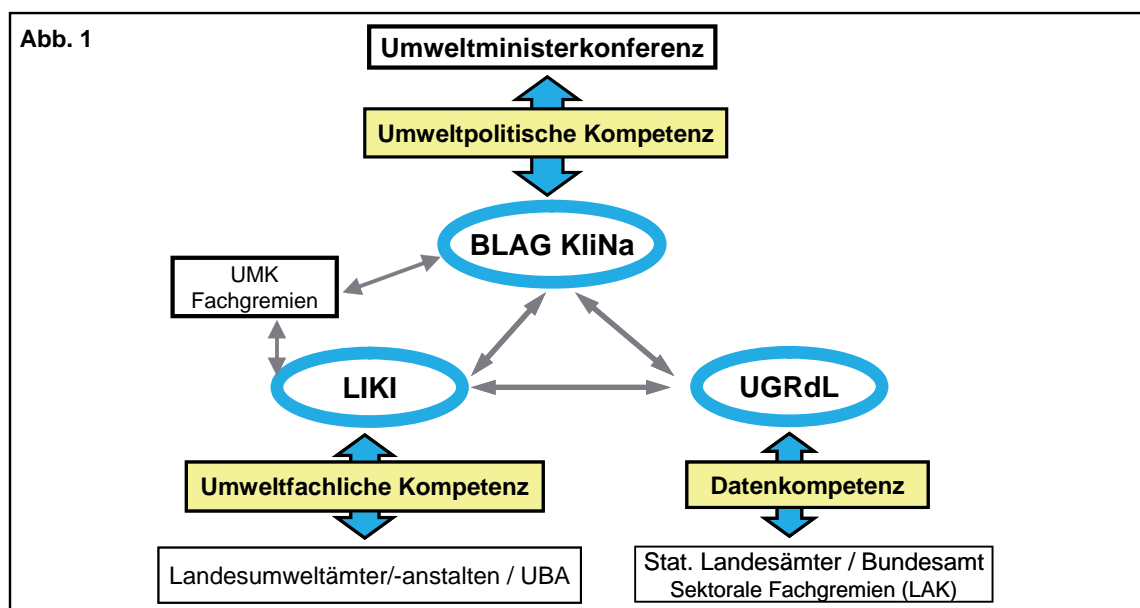 Abb. 1
Umweltministerkonferenz
Umweltpolitische Kompetenz
BLAG KliNa
UMK
Fachgremien
LIKI
UGRdL
Umweltfachliche Kompetenz
Datenkompetenz
Landesumweltämter/-anstalten / UBA
Stat. Landesämter / Bundesamt
Sektorale Fachgremien (LAK)